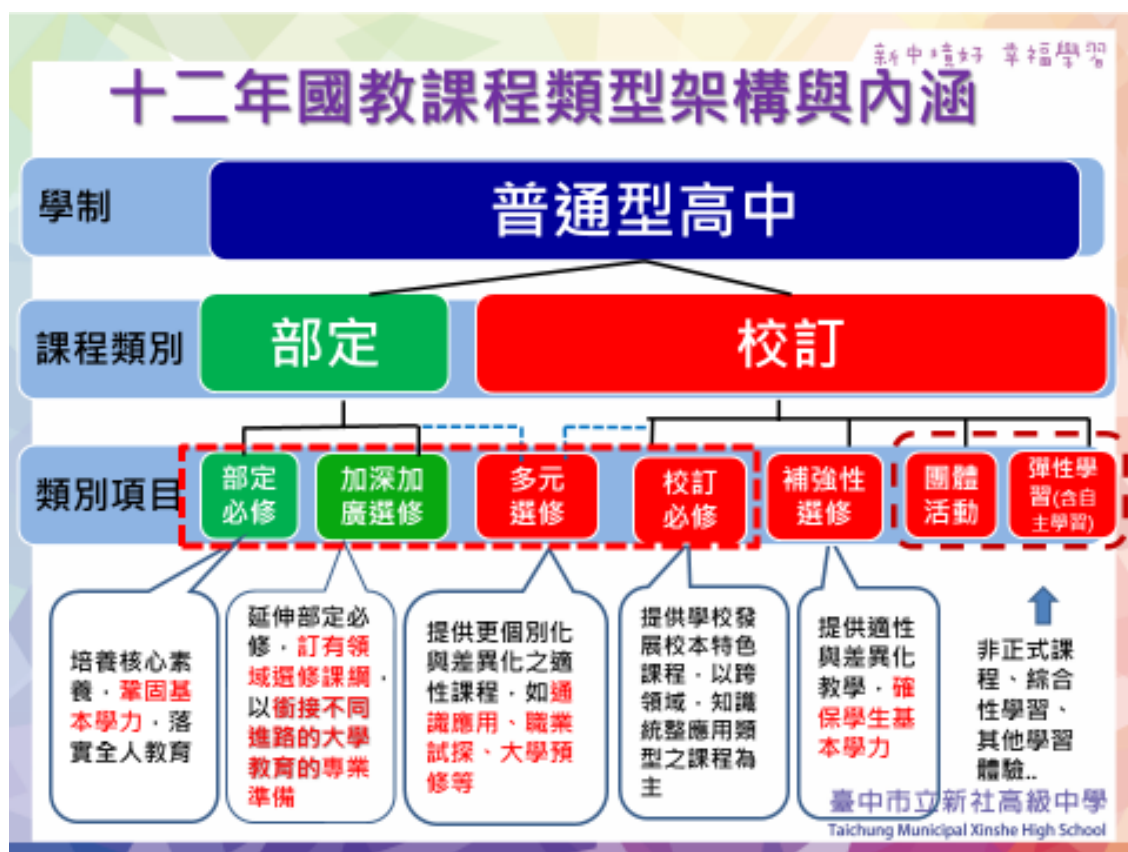 新中境好 幸福學習
十二年國教課程類型架構與內涵
學制
普通型高中
課程類別
部定
校訂
類別項目
部定
必修
加深加
廣選修
多元
選修
校訂
必修
補強性
選修
團體
活動
彈性學
習(含自
主學習)
培養核心素
養，鞏固基
本學力，落
實全人教育
延伸部定必
修，訂有領
域選修課綱，
以銜接不同
進路的大學
教育的專業
準備
提供更個別化
與差異化之適
性課程，如通
識應用、職業
試探、大學預
修等
提供學校發
展校本特色
課程，以跨
領域，知識
統整應用類
型之課程為
主
提供適性
與差異化
教學，確
保學生基
本學力
非正式課
程、綜合
性學習、
其他學習
體驗..
臺中市立新社高級中學
Taichung Municipal Xinshe High School